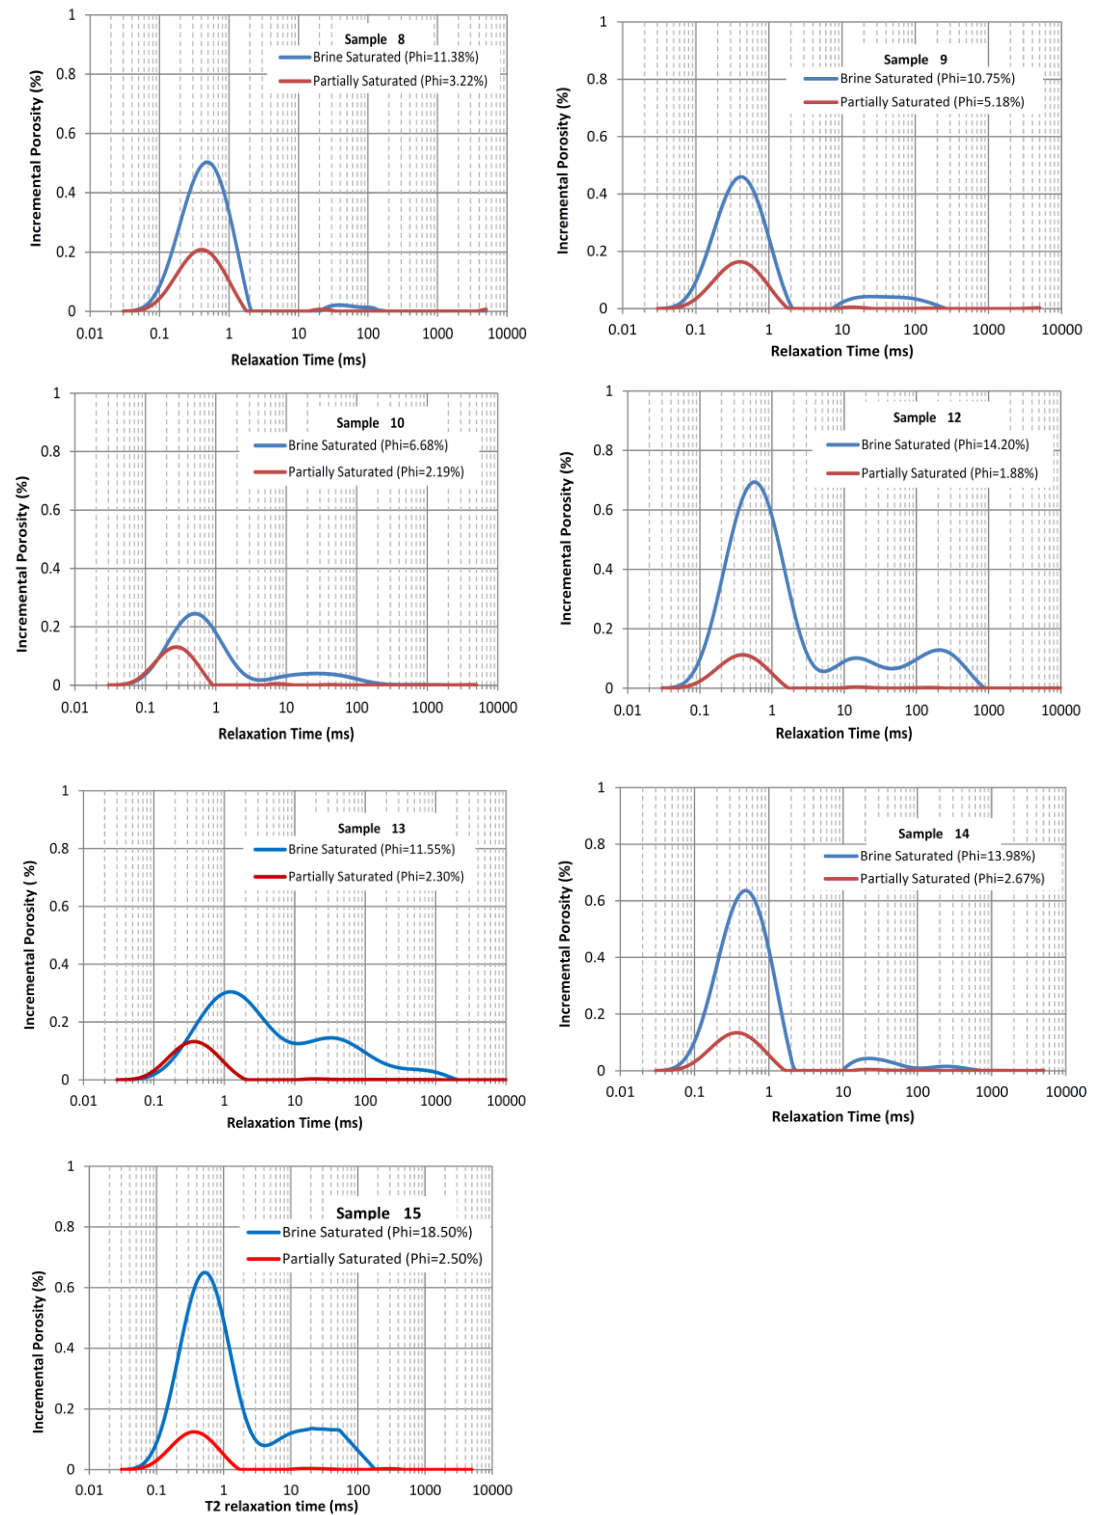 Sample 8
Brine Saturated (Phi=11.38%)
Partially Saturated (Phi=3.22%)
Incremental Porosity (%)
1
0.8
0.6
0.4
0.2
0
0.01 0.1 1 10 100 1000 10000
Relaxation Time (ms)
Sample 9
Brine Saturated (Phi=10.75%)
Partially Saturated (Phi=5.18%)
Incremental Porosity (%)
1
0.8
0.6
0.4
0.2
0
0.01 0.1 1 10 100 1000 10000
Relaxation Time (ms)
Sample 10
Brine Saturated (Phi=6.68%)
Partially Saturated (Phi=2.19%)
Incremental Porosity (%)
1
0.8
0.6
0.4
0.2
0
0.01 0.1 1 10 100 1000 10000
Relaxation Time (ms)
Sample 12
Brine Saturated (Phi=14.20%)
Partially Saturated (Phi=1.88%)
Incremental Porosity (%)
1
0.8
0.6
0.4
0.2
0
0.01 0.1 1 10 100 1000 10000
Relaxation Time (ms)
Sample 13
Brine Saturated (Phi=11.55%)
Partially Saturated (Phi=2.30%)
Incremental Porosity ( %)
1
0.8
0.6
0.4
0.2
0
0.01 0.1 1 10 100 1000 10000
Relaxation Time (ms)
Sample 14
Brine Saturated (Phi=13.98%)
Partially Saturated (Phi=2.67%)
Incremental Porosity (%)
1
0.8
0.6
0.4
0.2
0
0.01 0.1 1 10 100 1000 10000
Relaxation Time (ms)
Sample 15
Brine Saturated (Phi=18.50%)
Partially Saturated (Phi=2.50%)
Incremental Porosity (%)
1
0.8
0.6
0.4
0.2
0
0.01 0.1 1 10 100 1000 10000
T2 relaxation time (ms)